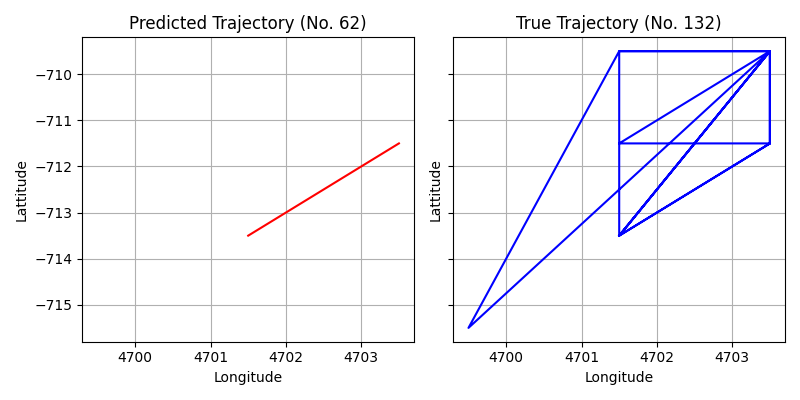 Predicted Trajectory (No. 62)
True Trajectory (No. 132)
Lattitude
−710
−711
−712
−713
−714
−715
4700
4701
4702
4703
Longitude
Lattitude
4700
4701
4702
4703
Longitude